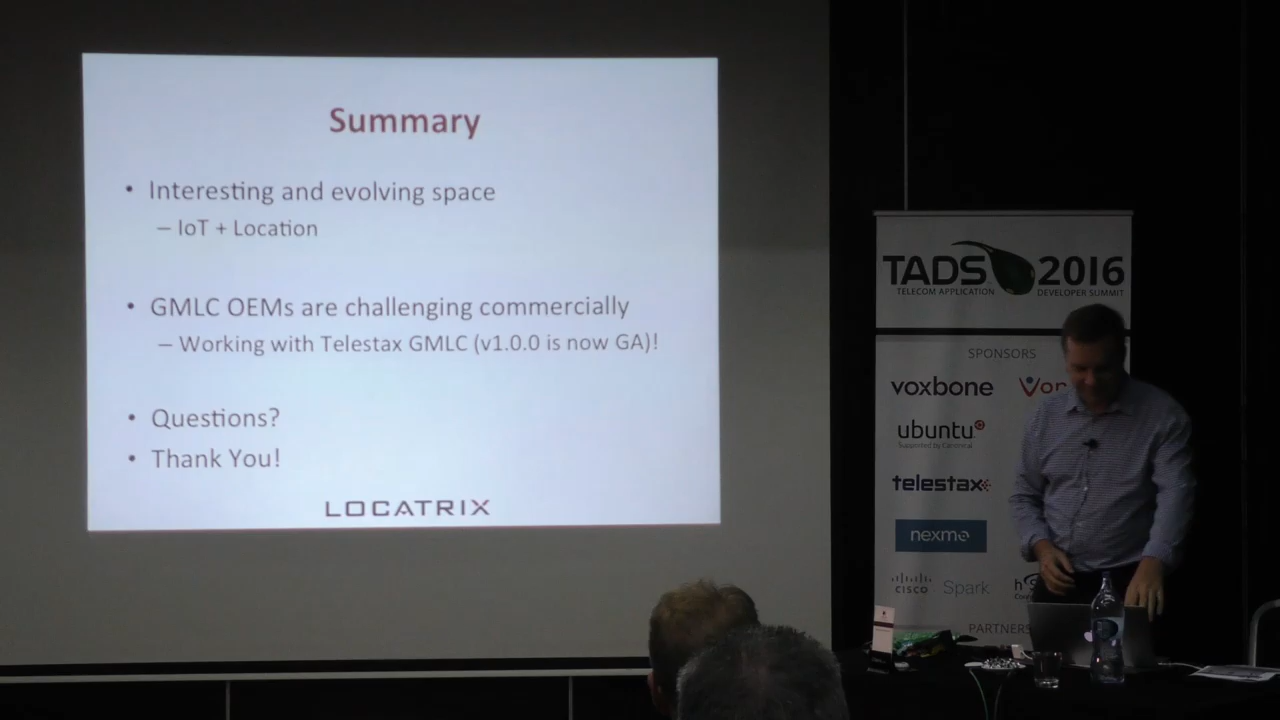 Summary
• Interesting and evolving space
– IoT + Location
• GMLC OEMs are challenging commercially
– Working with Telestax GMLC (v1.0.0 is now GA)!
• Questions?
• Thank You!
LOCATRIX
TADS 2016
TELECOM APPLICATION DEVELOPER SUMMIT
SPONSORS
voxbone
ubuntu
Supported by Canonical
telestax
nexmo
CISCO Spark
PARTNERS